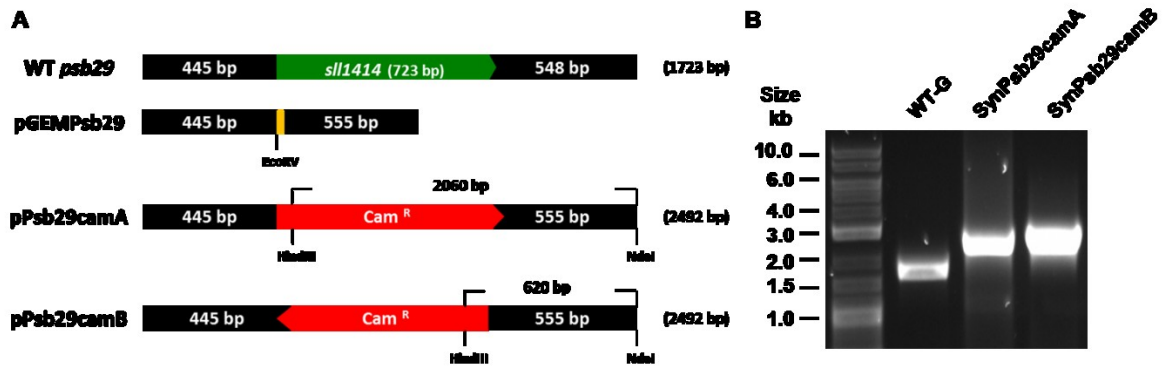 A
WT psb29 445 bp sll1414 (723 bp) 548 bp (1723 bp)
pGEMPsb29 445 bp 555 bp
EcoRV
2060 bp
pPsb29camA 445 bp Cam R 555 bp (2492 bp)
HindIII NdeI
620 bp
pPsb29camB 445 bp Cam R 555 bp (2492 bp)
HindIII NdeI
B
WT-G
SynPsb29camA
SynPsb29camB
Size
kb
10.0
6.0
4.0
3.0
2.0
1.5
1.0